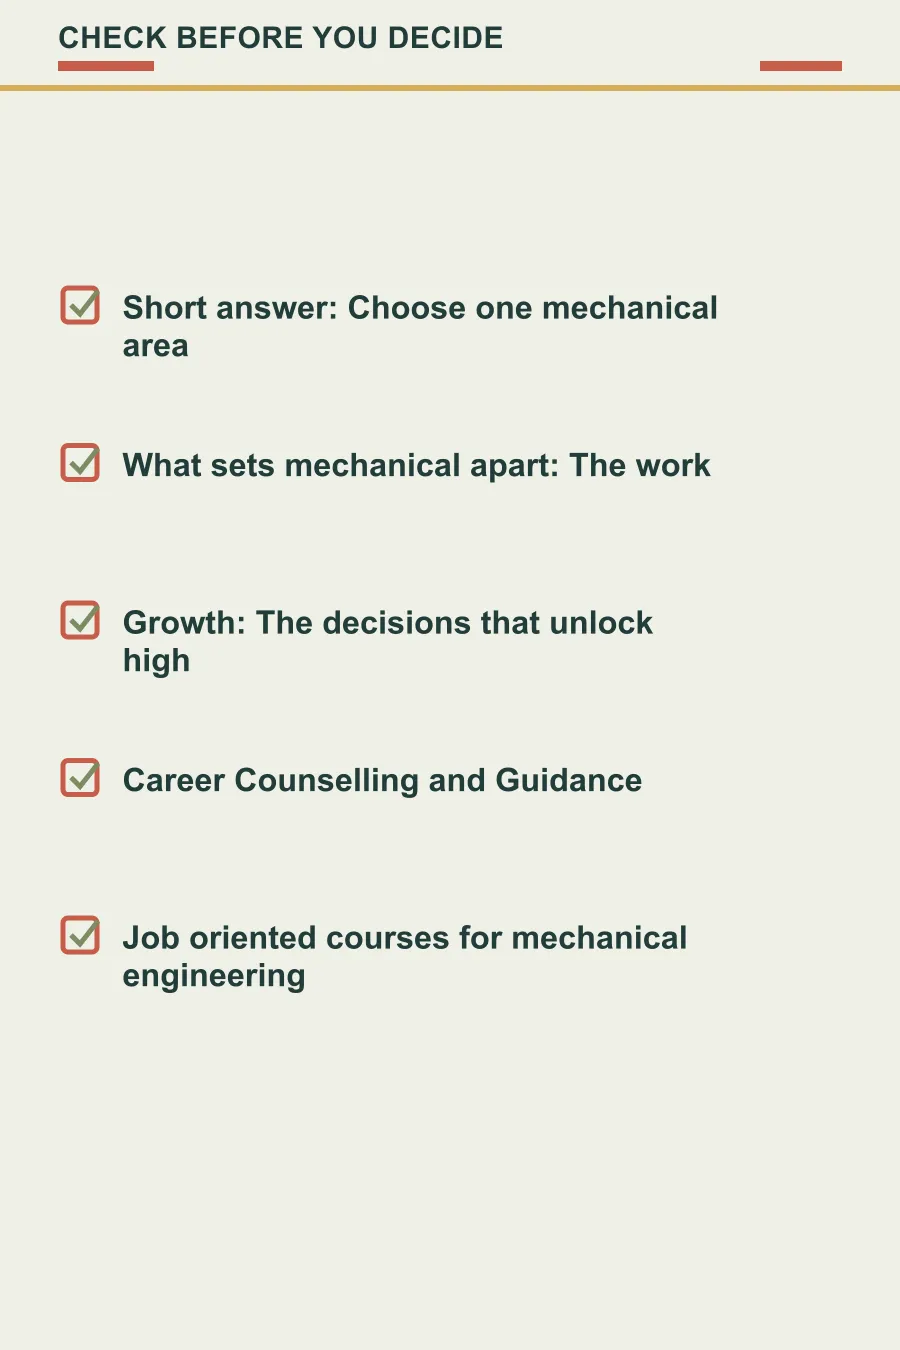 CHECK BEFORE YOU DECIDE
Short answer: Choose one mechanical
area
What sets mechanical apart: The work
Growth: The decisions that unlock
high
Career Counselling and Guidance
Job oriented courses for mechanical
engineering